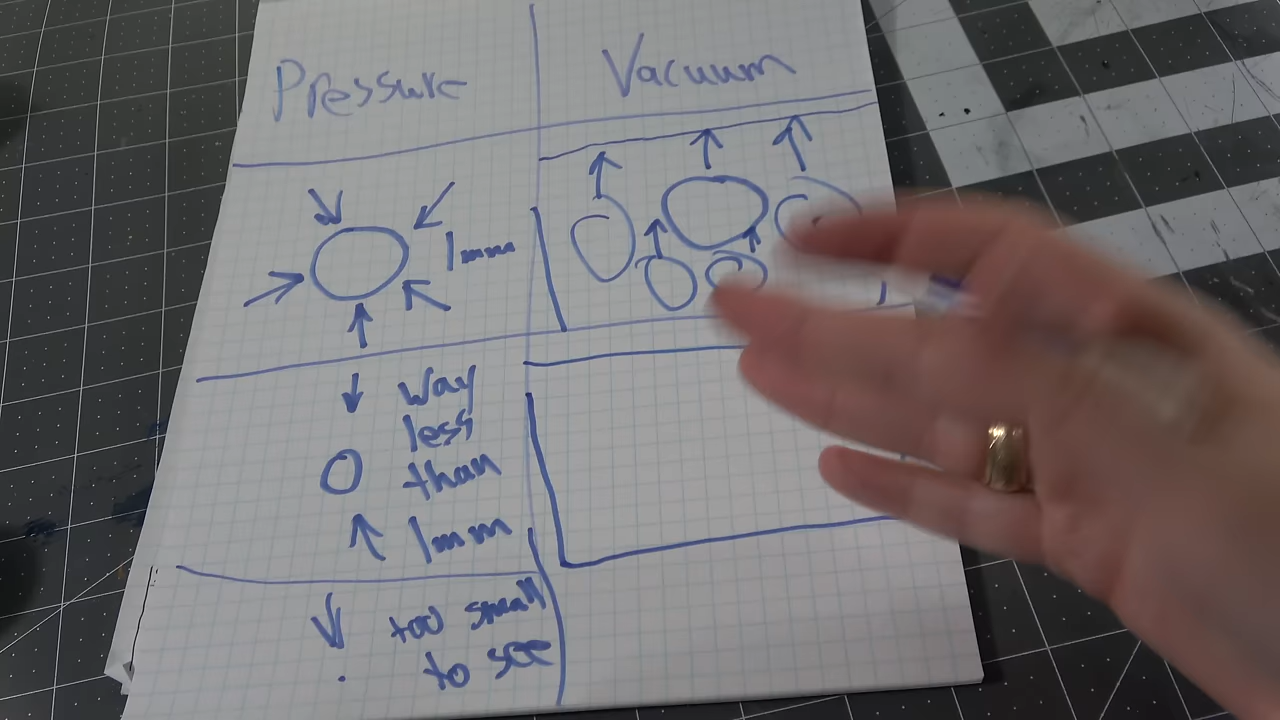 Pressure
Vacuum
1mm
way
less
than
1mm
too small
to see